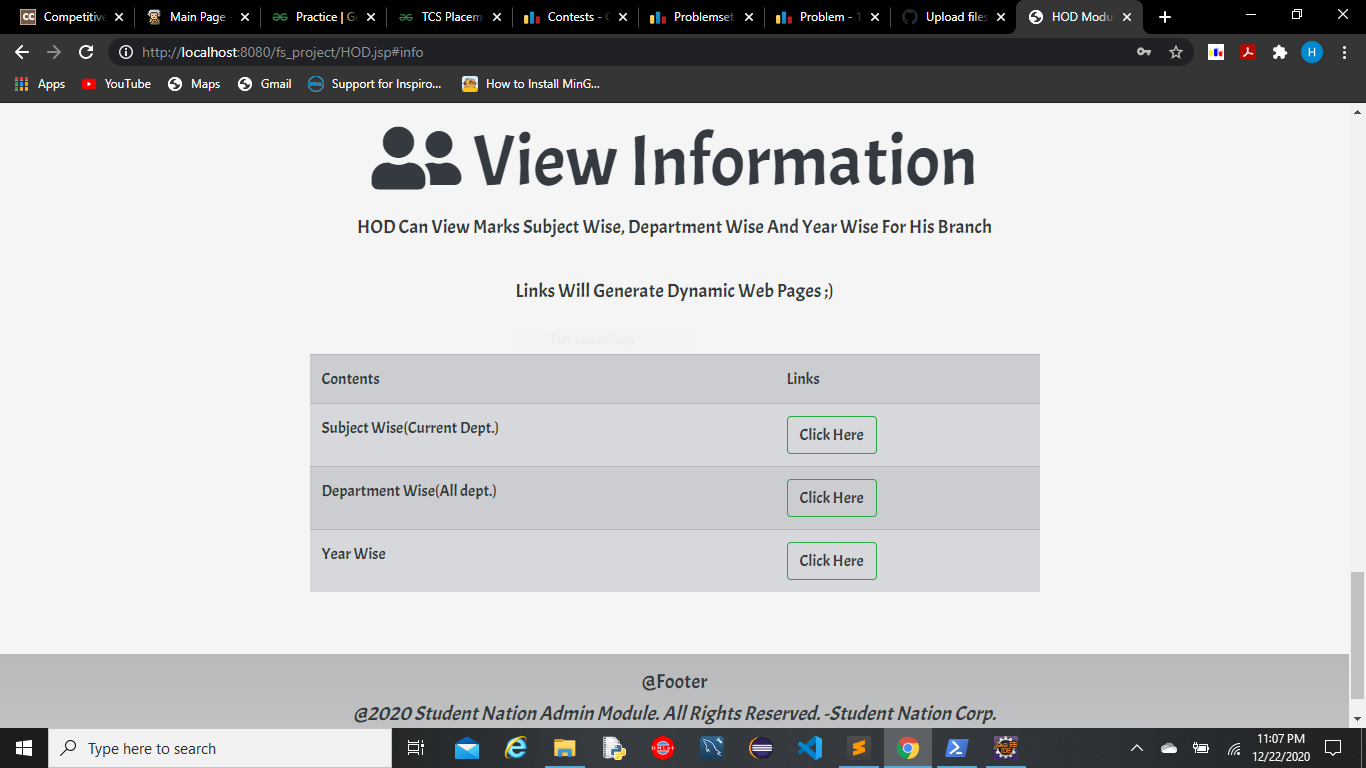 Competitive
Main Page
Practice | Ge
TCS Placem
Contests - C
Problemset
Problem - T
Upload files
HOD Modu
http://localhost:8080/fs_project/HOD.jsp#info
H
Apps
YouTube
Maps
Gmail
Support for Inspiro...
How to Install MinG...
View Information
HOD Can View Marks Subject Wise, Department Wise And Year Wise For His Branch
Links Will Generate Dynamic Web Pages ;)
Full-screen Snip
Contents Links
Subject Wise(Current Dept.) Click Here
Department Wise(All dept.) Click Here
Year Wise Click Here
@Footer
@2020 Student Nation Admin Module. All Rights Reserved. -Student Nation Corp.
Type here to search
11:07 PM
12/22/2020